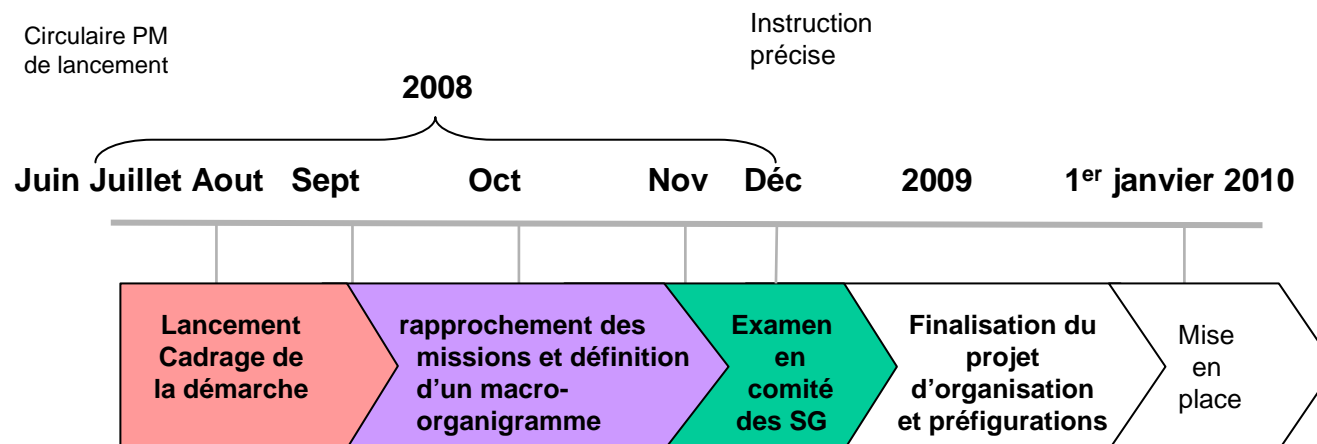 Circulaire PM
de lancement
Instruction
précise
2008
Juin Juillet Aout Sept Oct Nov Déc 2009 1er janvier 2010
Lancement
Cadrage de
la démarche
rapprochement des
missions et définition
d'un macro-
organigramme
Examen
en
comité
des SG
Finalisation du
projet
d'organisation
et préfigurations
Mise
en
place